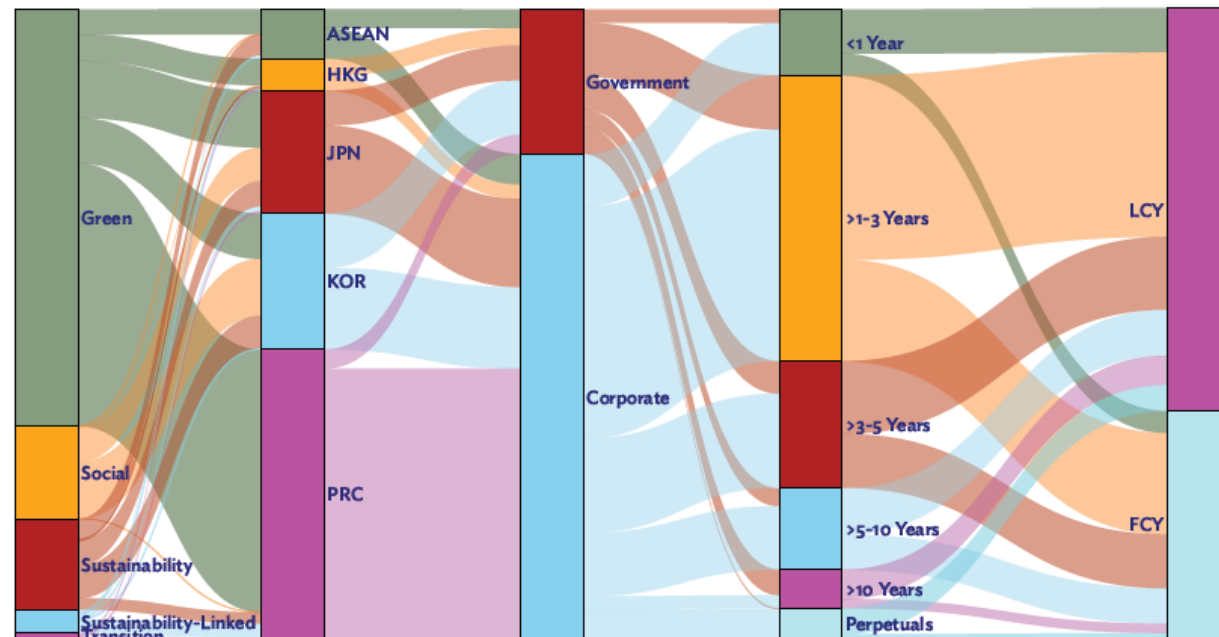 Green
Social
Sustainability
Sustainability-Linked
Transition
ASEAN
HKG
JPN
KOR
PRC
Government
Corporate
<1 Year
>1-3 Years
>3-5 Years
>5-10 Years
>10 Years
Perpetuals
LCY
FCY